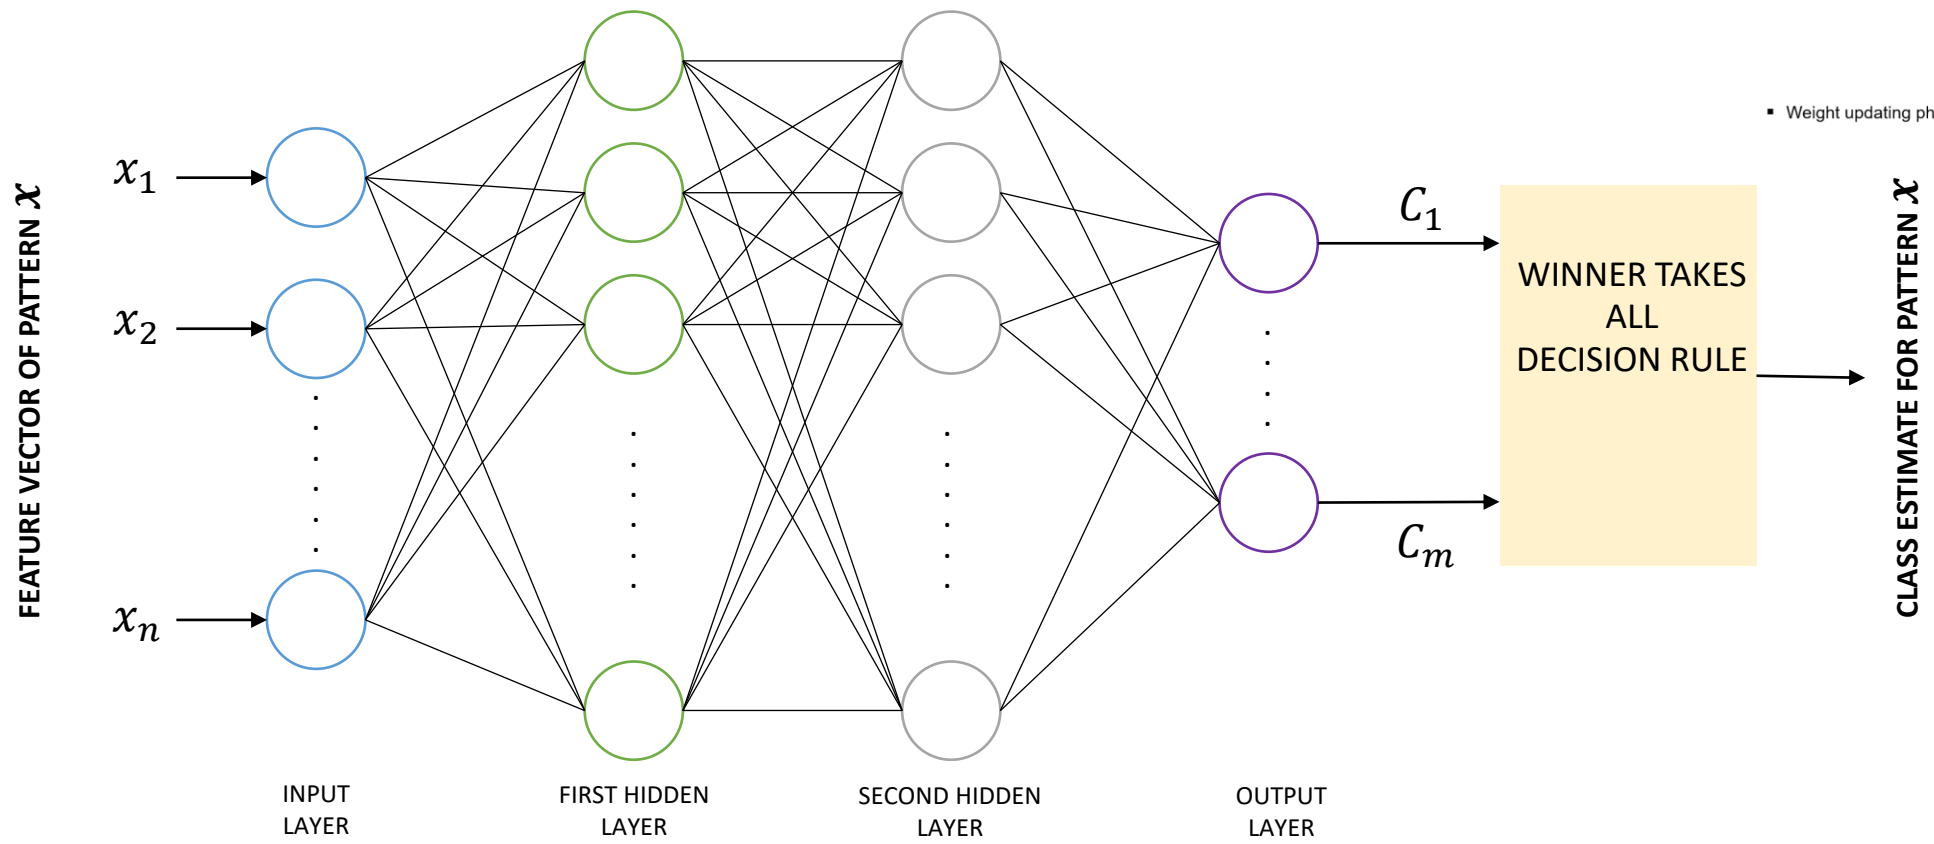 FEATURE VECTOR OF PATTERN 𝒙
x₁
x₂
xₙ
INPUT
LAYER
FIRST HIDDEN
LAYER
SECOND HIDDEN
LAYER
OUTPUT
LAYER
C₁
Cₘ
WINNER TAKES
ALL
DECISION RULE
▪ Weight updating ph
CLASS ESTIMATE FOR PATTERN 𝒙